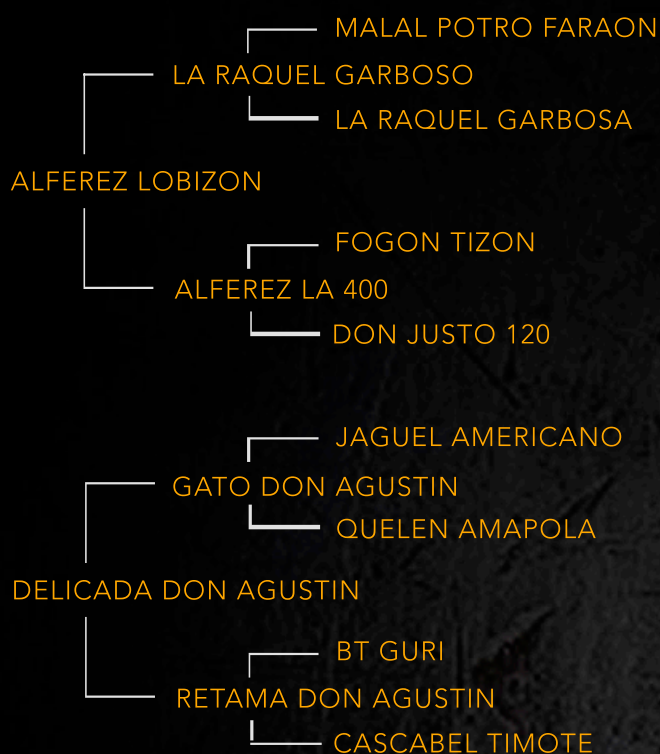 MALAL POTRO FARAON
LA RAQUEL GARBOSO
LA RAQUEL GARBOSA
ALFEREZ LOBIZON
FOGON TIZON
ALFEREZ LA 400
DON JUSTO 120
JAGUEL AMERICANO
GATO DON AGUSTIN
QUELEN AMAPOLA
DELICADA DON AGUSTIN
BT GURI
RETAMA DON AGUSTIN
CASCABEL TIMOTE